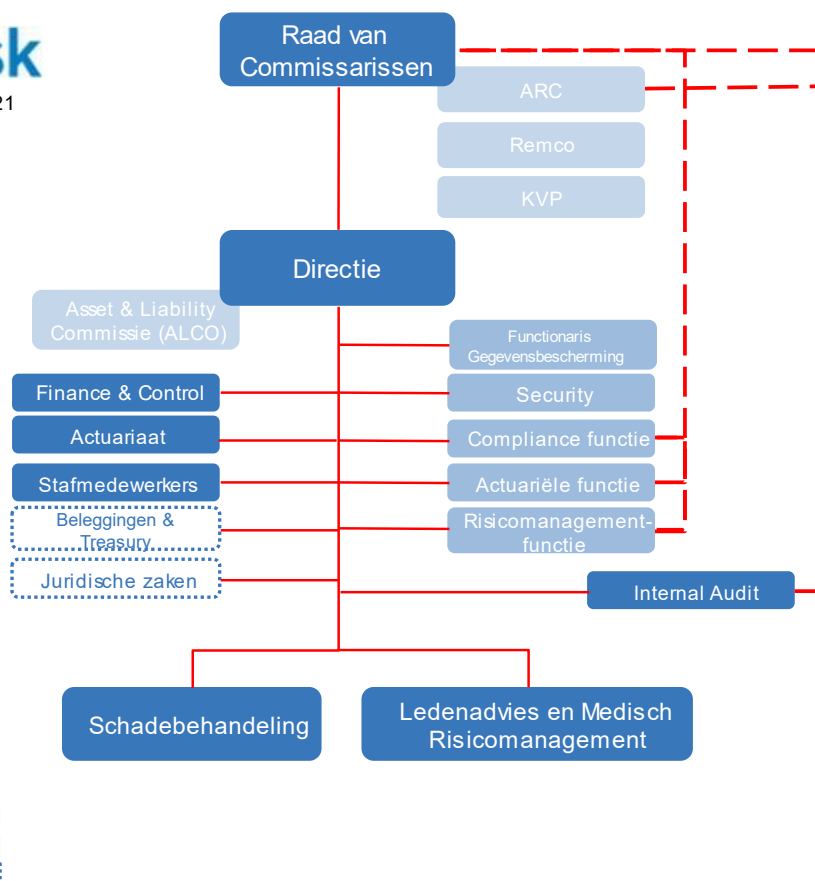 sk
21
Raad van
Commissarissen
ARC
Remco
KVP
Directie
Asset & Liability
Commissie (ALCO)
Functionaris
Gegevensbescherming
Finance & Control
Security
Actuariaat
Compliance functie
Stafmedewerkers
Actuariële functie
Beleggingen &
Treasury
Risicomanagement-
functie
Juridische zaken
Internal Audit
Schadebehandeling
Ledenadvies en Medisch
Risicomanagement